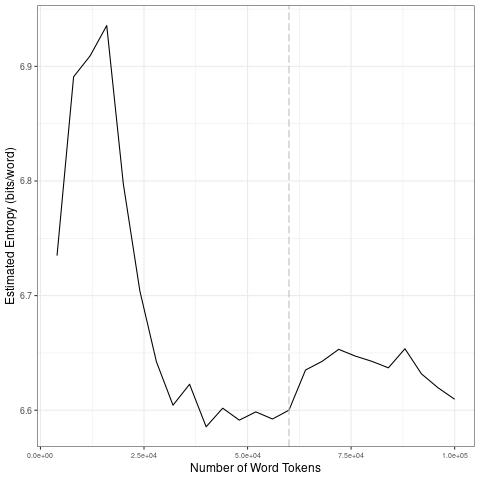 Estimated Entropy (bits/word)
6.9
6.8
6.7
6.6
0.0e+00 2.5e+04 5.0e+04 7.5e+04 1.0e+05
Number of Word Tokens